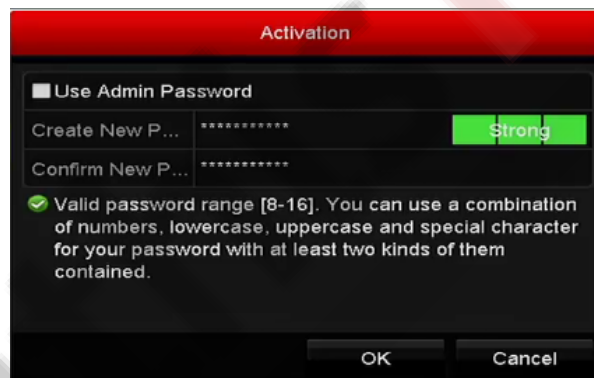 Activation
Use Admin Password
Create New P... *********** Strong
Confirm New P... ***********
Valid password range [8-16]. You can use a combination
of numbers, lowercase, uppercase and special character
for your password with at least two kinds of them
contained.
OK Cancel